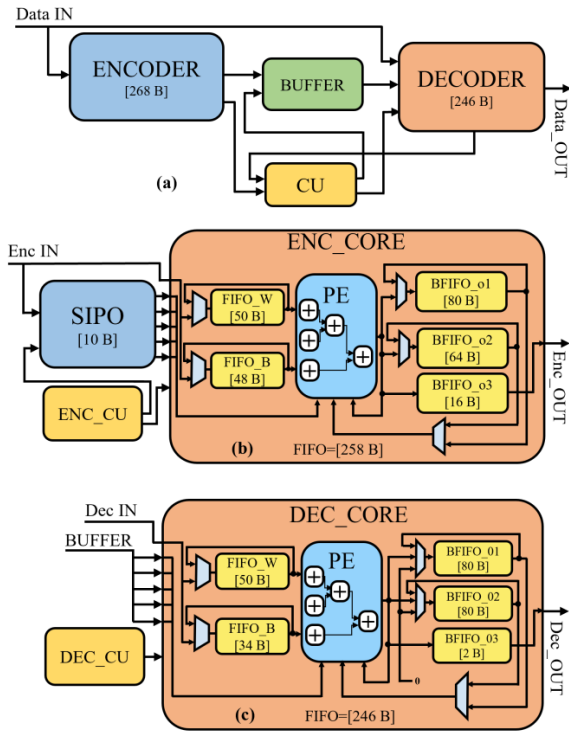 Data IN
ENCODER
[268 B]
BUFFER
DECODER
[246 B]
Data_OUT
CU
(a)
Enc IN
ENC_CORE
SIPO
[10 B]
FIFO_W
[50 B]
PE
BFIFO_o1
[80 B]
FIFO_B
[48 B]
BFIFO_o2
[64 B]
BFIFO_o3
[16 B]
Enc_OUT
ENC_CU
(b)
FIFO=[258 B]
Dec IN
DEC_CORE
BUFFER
FIFO_W
[50 B]
PE
BFIFO_01
[80 B]
FIFO_B
[34 B]
BFIFO_02
[80 B]
BFIFO_03
[2 B]
Dec_OUT
DEC_CU
0
(c)
FIFO=[246 B]